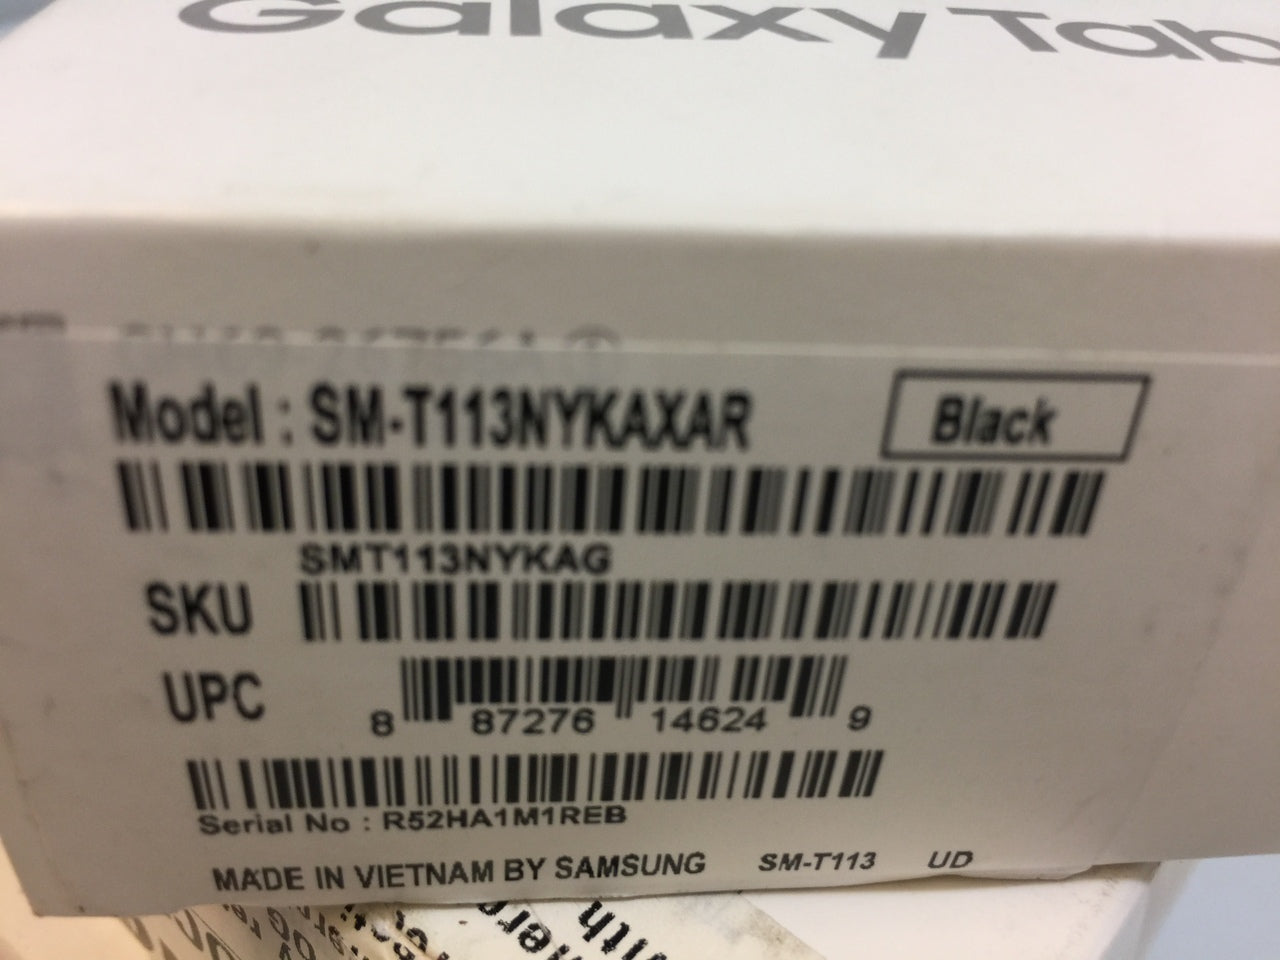 Galaxy Tab
Model : SM-T113NYKAXAR
Black
SMT113NYKAG
SKU
UPC
8 87276 14624 9
Serial No : R52HA1M1REB
MADE IN VIETNAM BY SAMSUNG SM-T113 UD
with